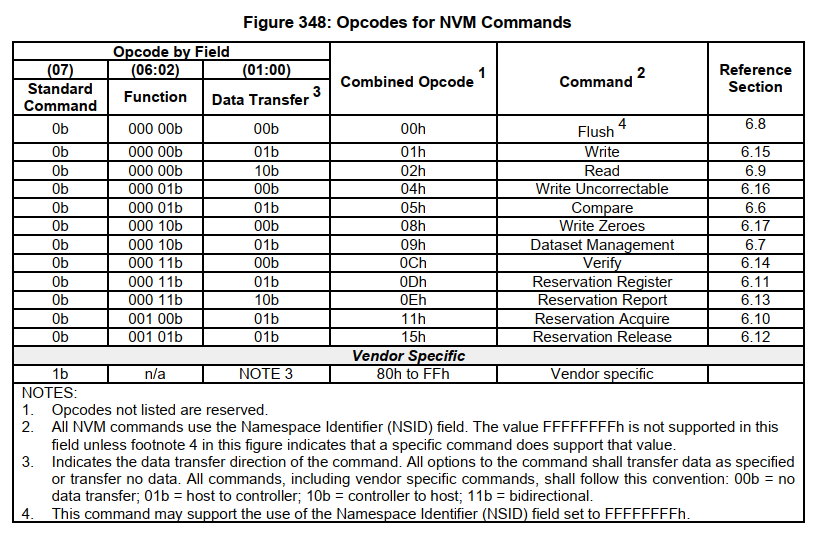 Figure 348: Opcodes for NVM Commands
Opcode by Field
(07) (06:02) (01:00) Combined Opcode 1 Command 2 Reference Section
Standard Command Function Data Transfer 3
0b 000 00b 00b 00h Flush 4 6.8
0b 000 00b 01b 01h Write 6.15
0b 000 00b 10b 02h Read 6.9
0b 000 01b 00b 04h Write Uncorrectable 6.16
0b 000 01b 01b 05h Compare 6.6
0b 000 10b 00b 08h Write Zeroes 6.17
0b 000 10b 01b 09h Dataset Management 6.7
0b 000 11b 00b 0Ch Verify 6.14
0b 000 11b 01b 0Dh Reservation Register 6.11
0b 000 11b 10b 0Eh Reservation Report 6.13
0b 001 00b 01b 11h Reservation Acquire 6.10
0b 001 01b 01b 15h Reservation Release 6.12
Vendor Specific
1b n/a NOTE 3 80h to FFh Vendor specific
NOTES:
1. Opcodes not listed are reserved.
2. All NVM commands use the Namespace Identifier (NSID) field. The value FFFFFFFFh is not supported in this
field unless footnote 4 in this figure indicates that a specific command does support that value.
3. Indicates the data transfer direction of the command. All options to the command shall transfer data as specified
or transfer no data. All commands, including vendor specific commands, shall follow this convention: 00b = no
data transfer; 01b = host to controller; 10b = controller to host; 11b = bidirectional.
4. This command may support the use of the Namespace Identifier (NSID) field set to FFFFFFFFh.